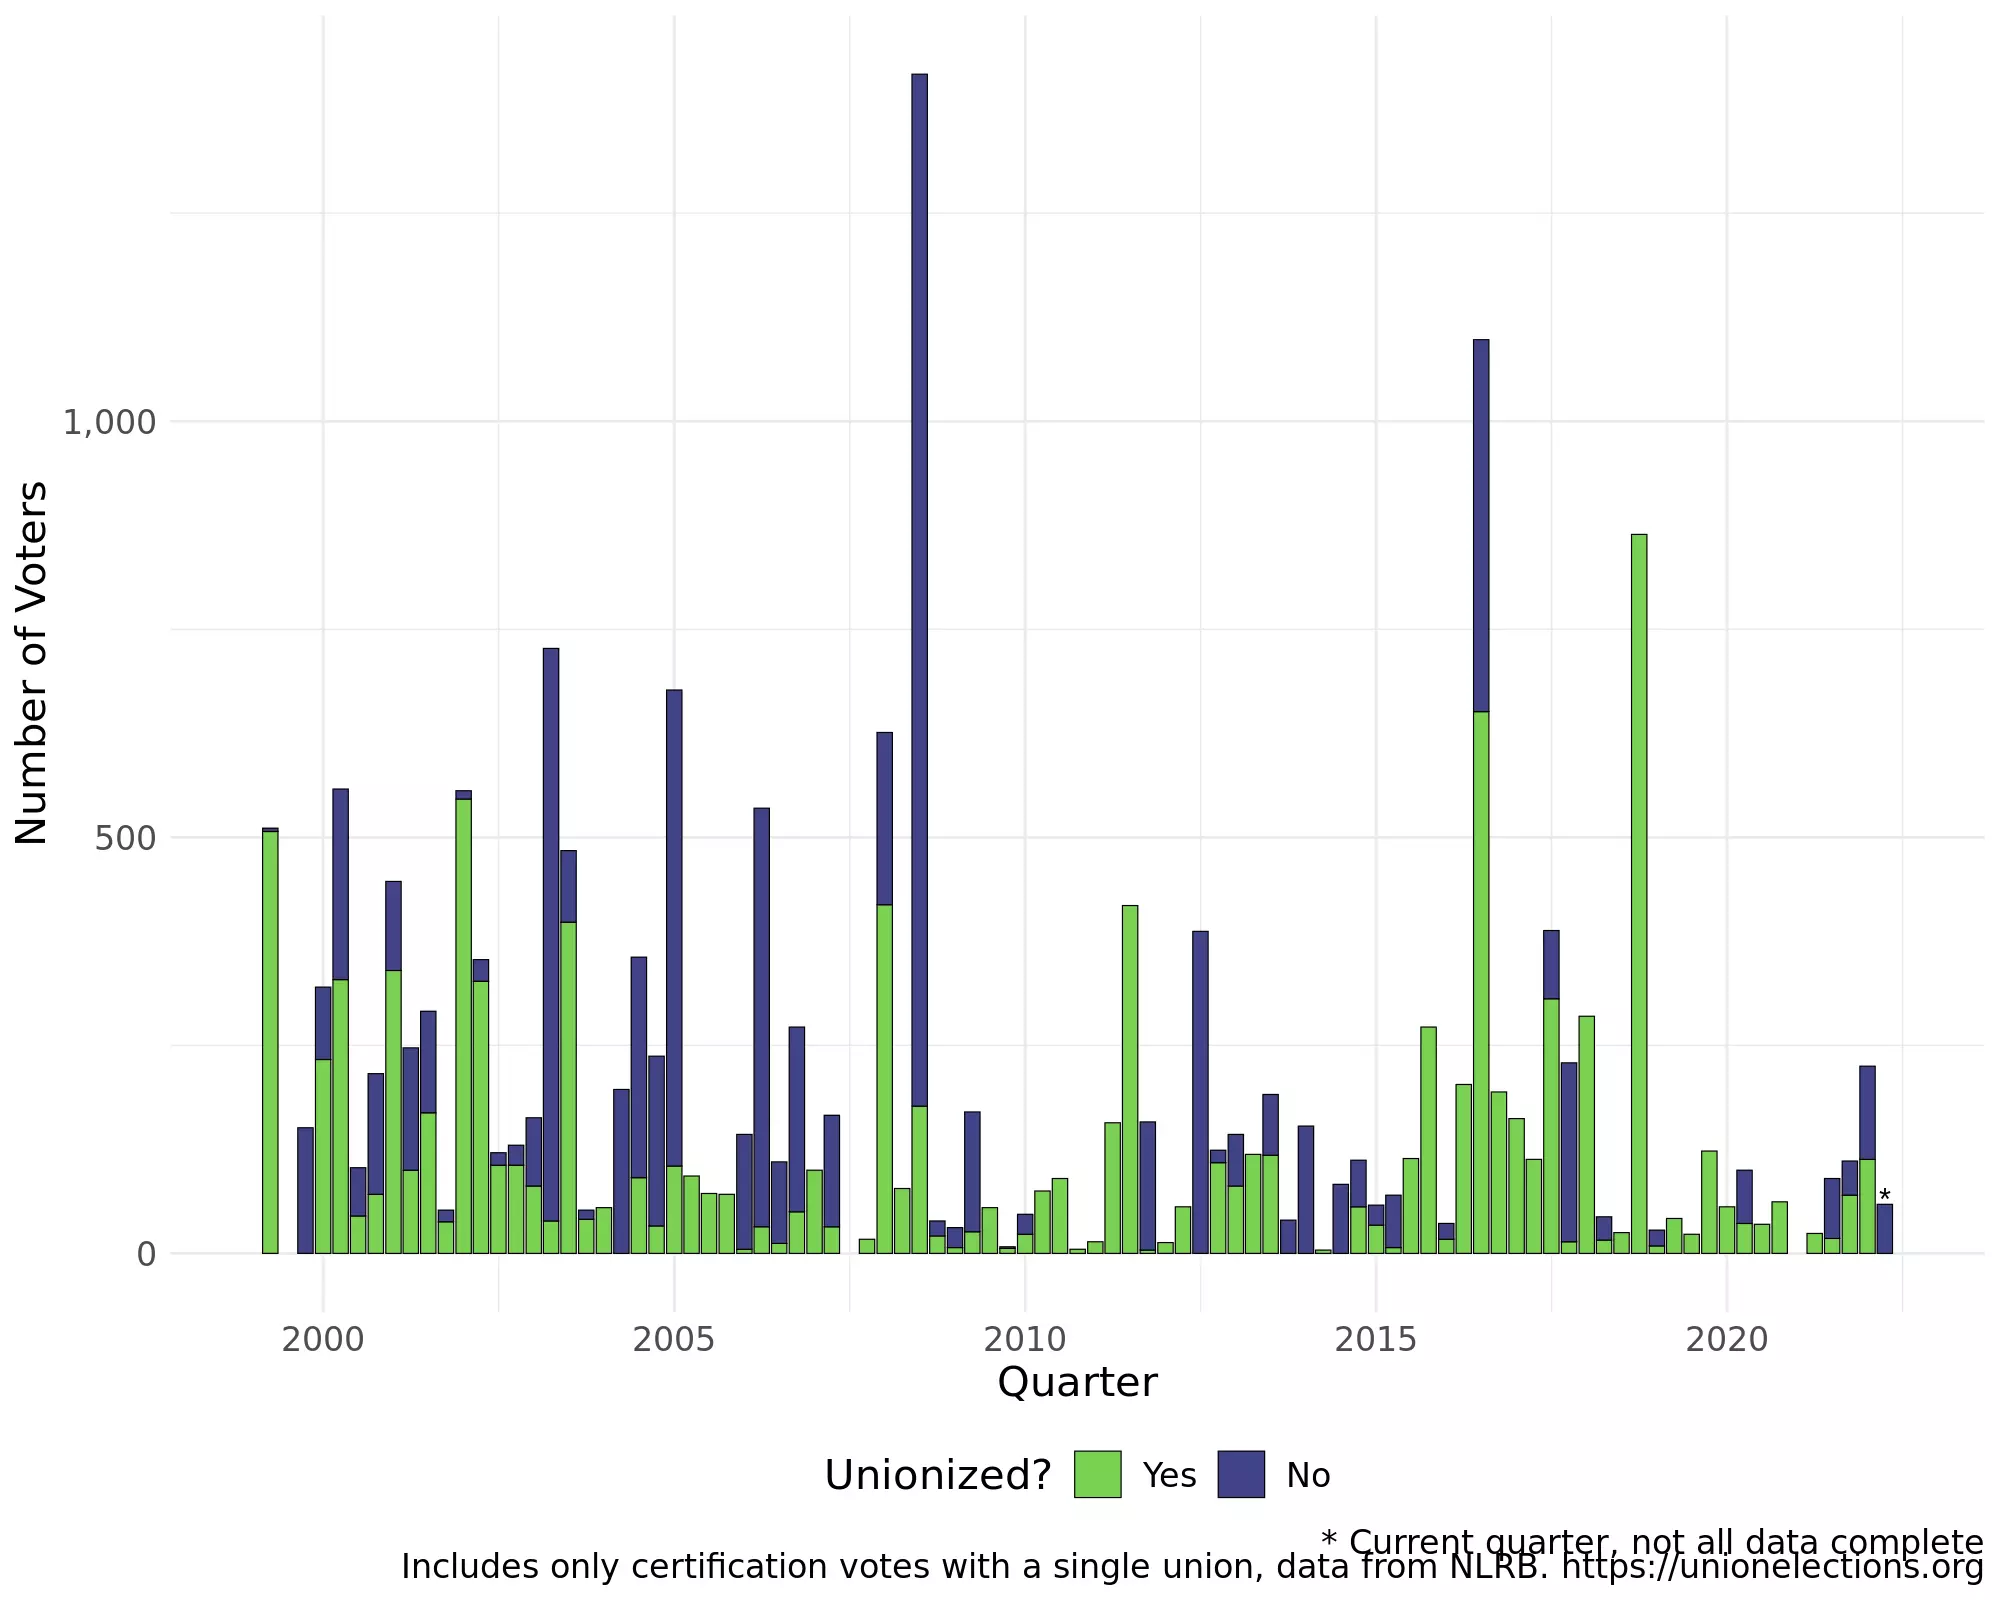 1,000
500
0
Number of Voters
2000 2005 2010 2015 2020
*
Quarter
Unionized? Yes No
* Current quarter, not all data complete
Includes only certification votes with a single union, data from NLRB. https://unionelections.org